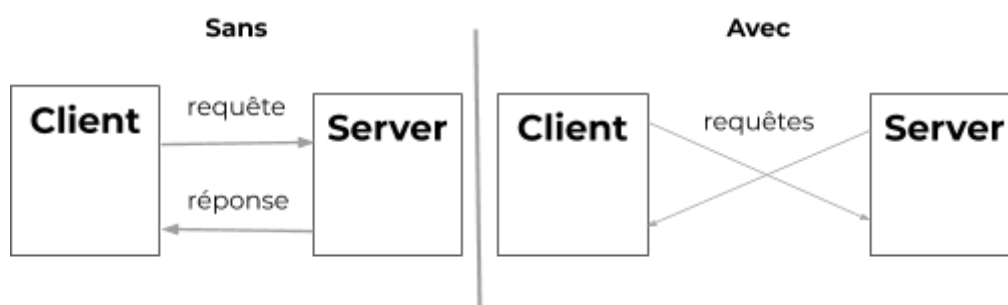 Sans
Client
requête
Server
réponse
Avec
Client
requêtes
Server